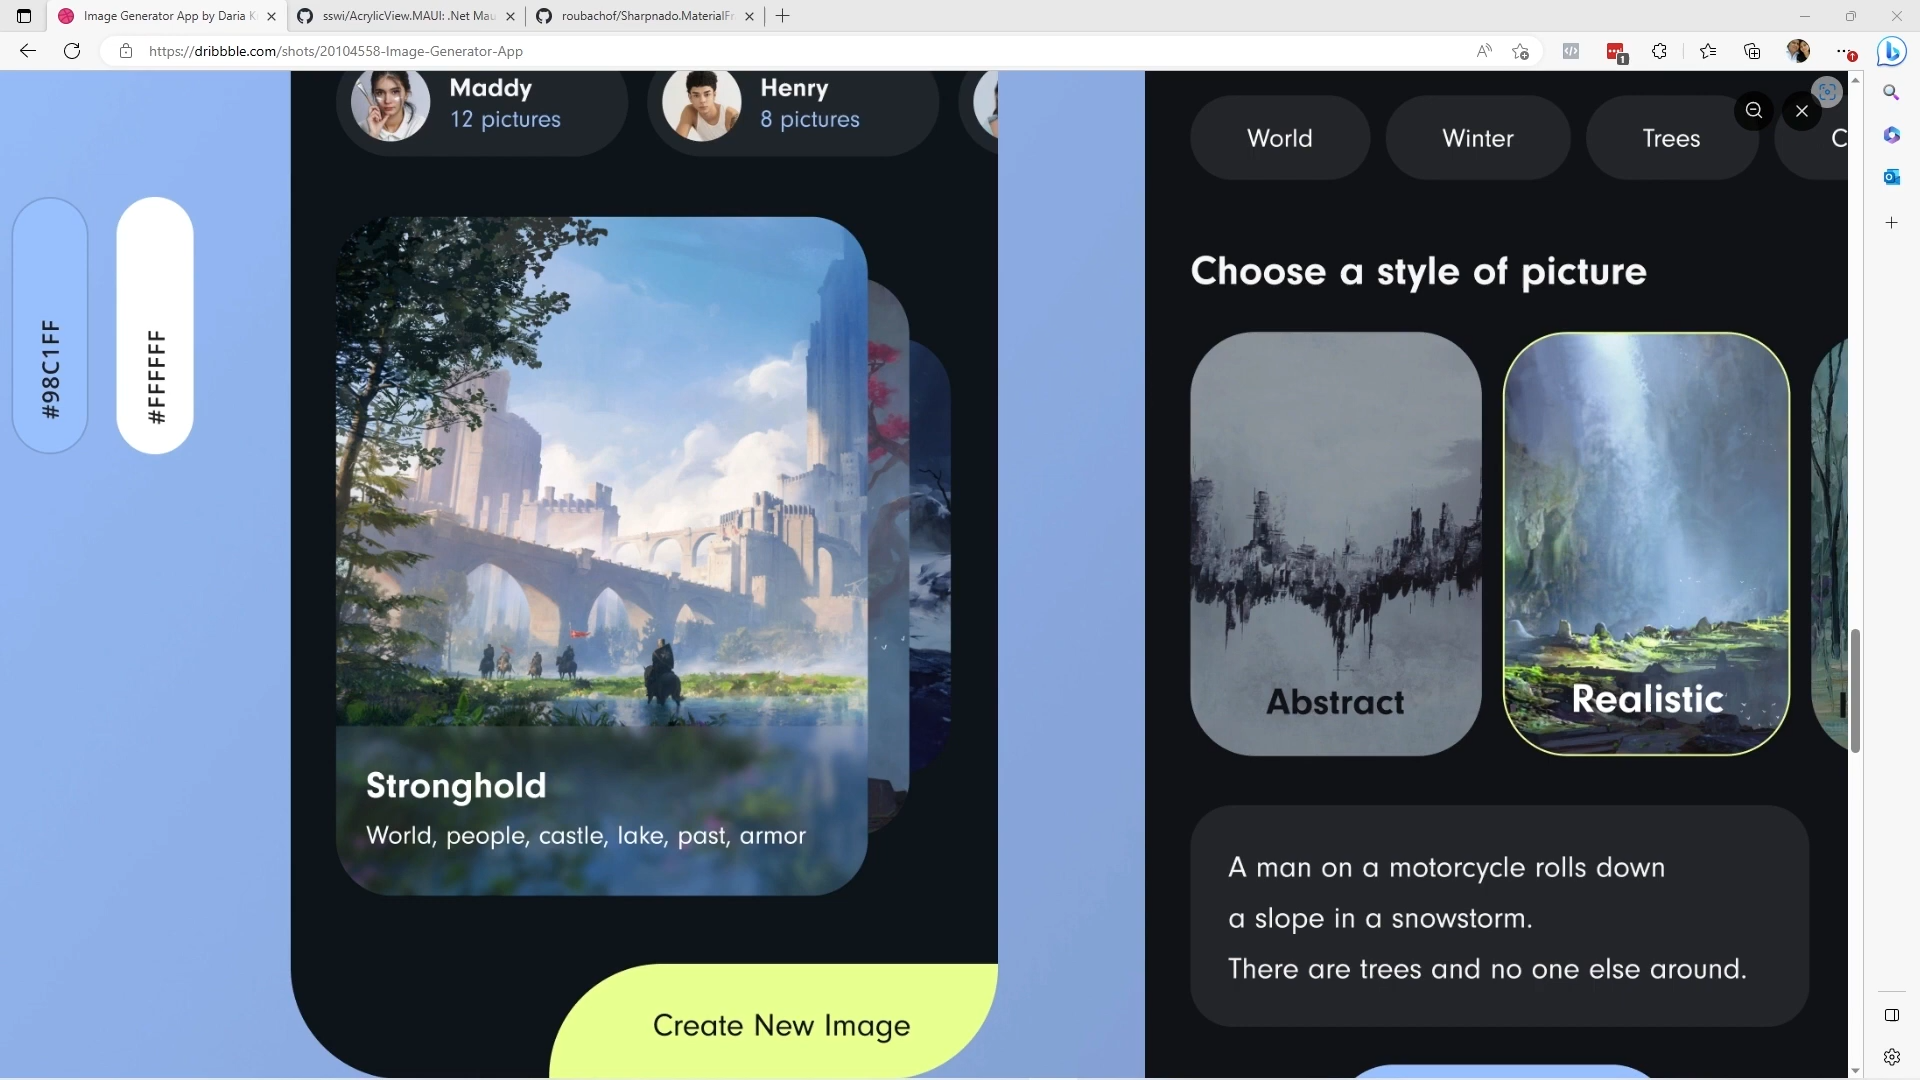 Image Generator App by Daria
sswi/AcrylicView.MAUI: .Net Mau
roubachof/Sharpnado.MaterialFr
https://dribbble.com/shots/20104558-Image-Generator-App
Maddy
12 pictures
Henry
8 pictures
#98C1FF
#FFFFFF
Stronghold
World, people, castle, lake, past, armor
Create New Image
World
Winter
Trees
C
Choose a style of picture
Abstract
Realistic
A man on a motorcycle rolls down
a slope in a snowstorm.
There are trees and no one else around.
1